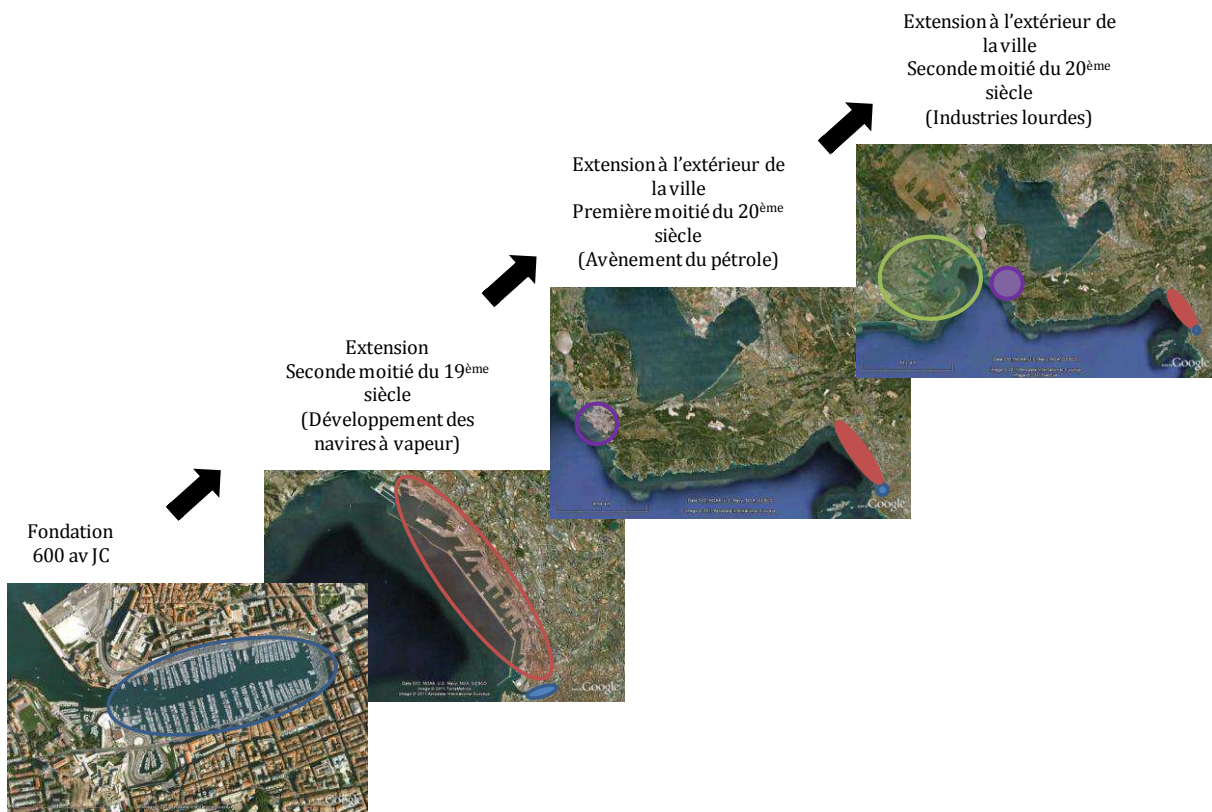 Extension à l'extérieur de
la ville
Seconde moitié du 20ème
siècle
(Industries lourdes)
Extension à l'extérieur de
la ville
Première moitié du 20ème
siècle
(Avènement du pétrole)
Extension
Seconde moitié du 19ème
siècle
(Développement des
navires à vapeur)
Fondation
600 av JC
Google
Google
Google
Google